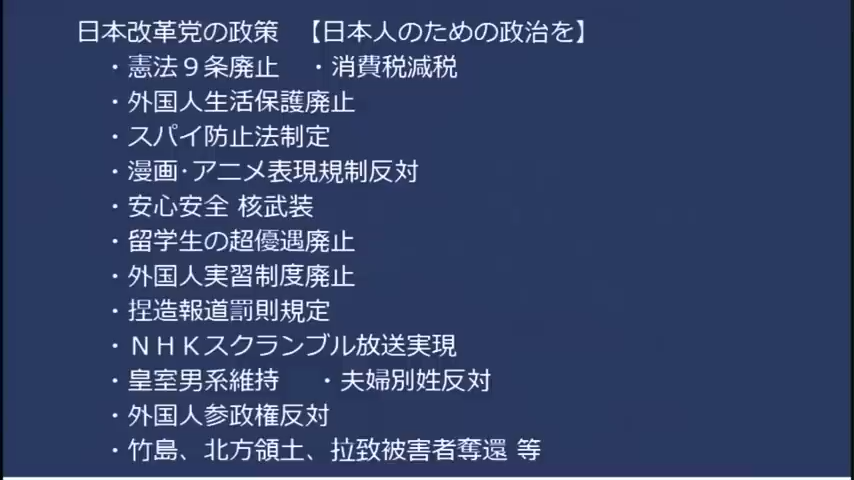 日本改革党の政策 【日本人のための政治を】
・憲法９条廃止 ・消費税減税
・外国人生活保護廃止
・スパイ防止法制定
・漫画･アニメ表現規制反対
・安心安全 核武装
・留学生の超優遇廃止
・外国人実習制度廃止
・捏造報道罰則規定
・ＮＨＫスクランブル放送実現
・皇室男系維持 ・夫婦別姓反対
・外国人参政権反対
・竹島、北方領土、拉致被害者奪還 等